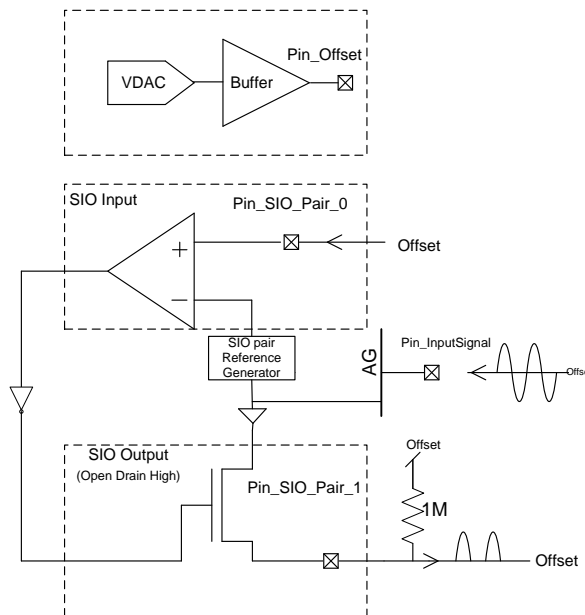 Pin_Offset
VDAC
Buffer
SIO Input
Pin_SIO_Pair_0
+
Offset
−
SIO pair
Reference
Generator
AG
Pin_InputSignal
Offset
SIO Output
(Open Drain High)
Pin_SIO_Pair_1
Offset
1M
Offset